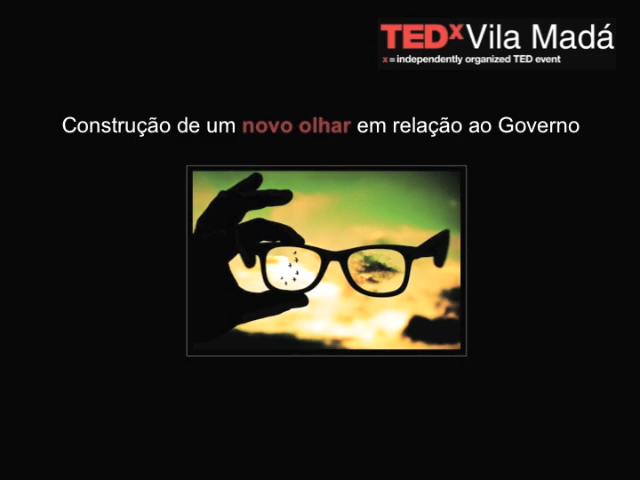 TEDxVila Madá
x = independently organized TED event
Construção de um novo olhar em relação ao Governo